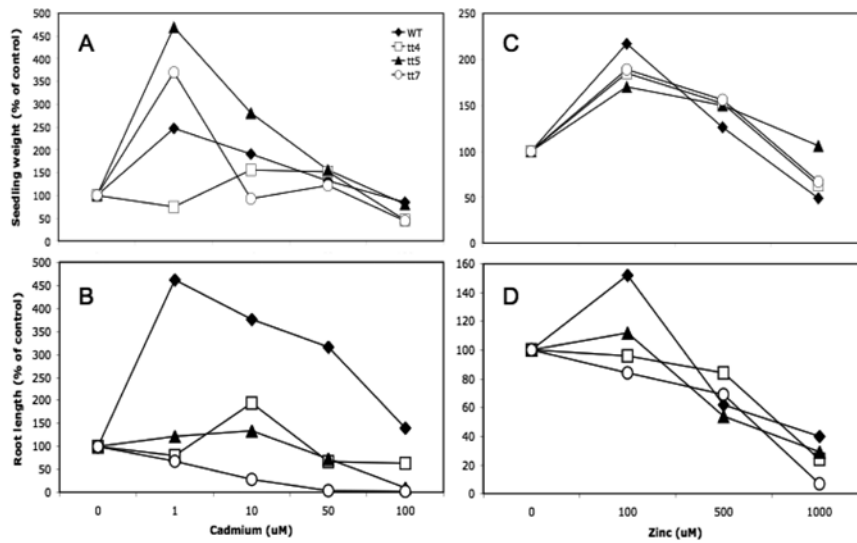 A
Seedling weight (% of control)
500
450
400
350
300
250
200
150
100
50
0
WT
tt4
tt5
tt7
C
250
200
150
100
50
0
B
Root length (% of control)
500
450
400
350
300
250
200
150
100
50
0
0 1 10 50 100
Cadmium (uM)
D
160
140
120
100
80
60
40
20
0
0 100 500 1000
Zinc (uM)